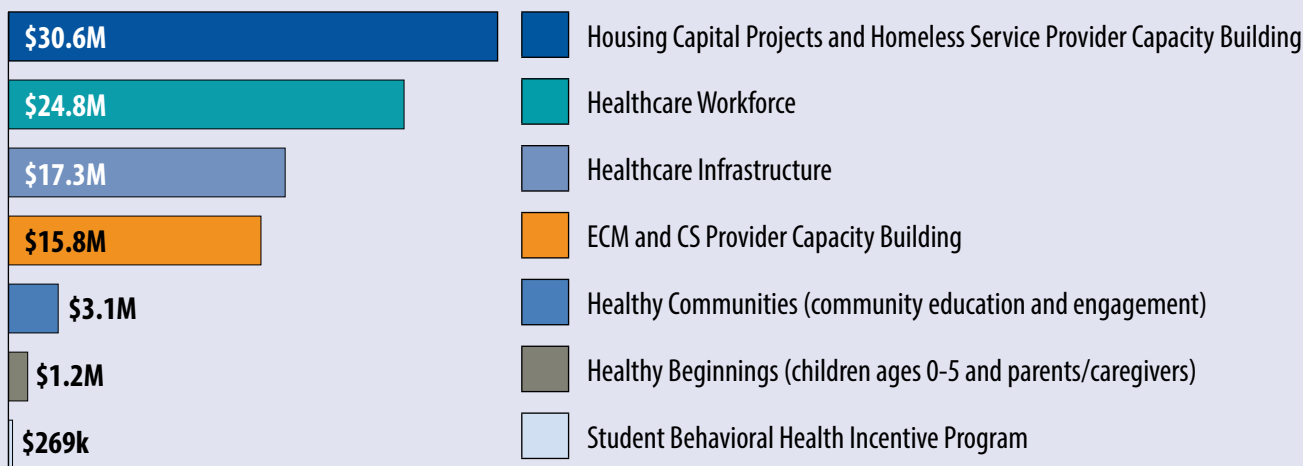 $30.6M Housing Capital Projects and Homeless Service Provider Capacity Building
$24.8M Healthcare Workforce
$17.3M Healthcare Infrastructure
$15.8M ECM and CS Provider Capacity Building
$3.1M Healthy Communities (community education and engagement)
$1.2M Healthy Beginnings (children ages 0-5 and parents/caregivers)
$269k Student Behavioral Health Incentive Program